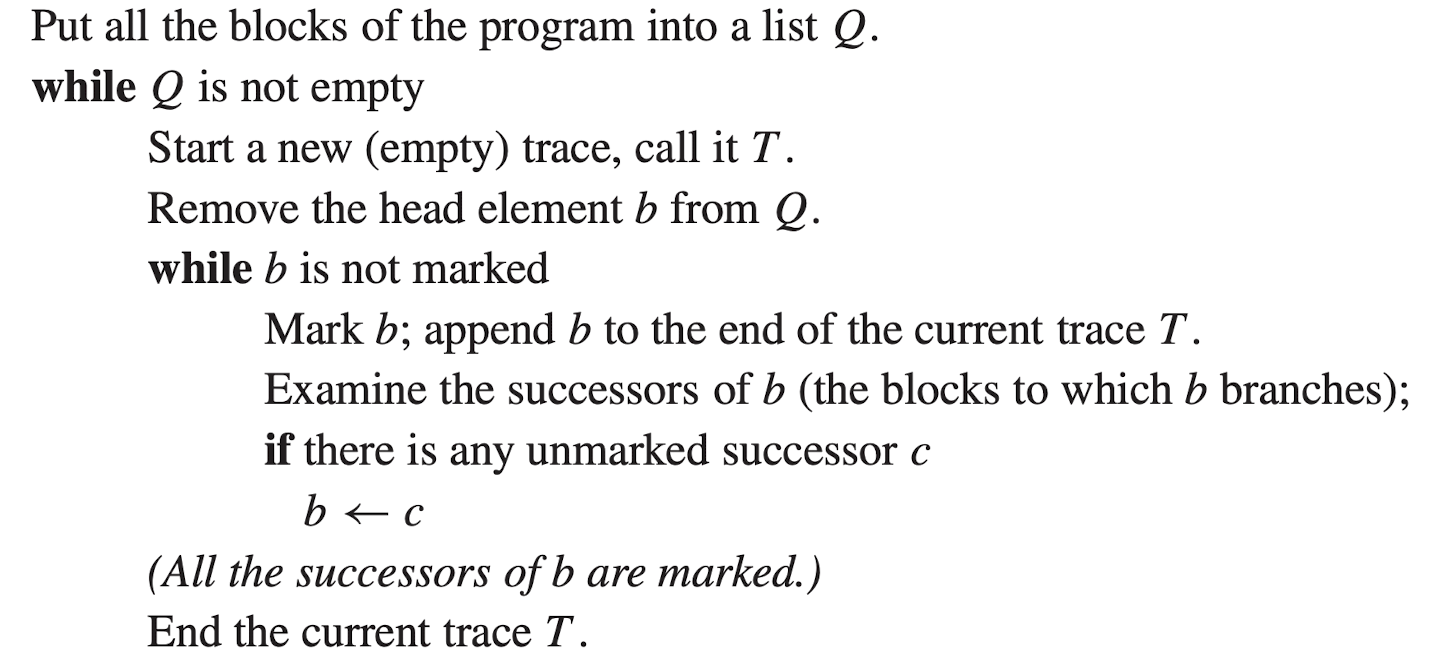 Put all the blocks of the program into a list Q.
while Q is not empty
Start a new (empty) trace, call it T.
Remove the head element b from Q.
while b is not marked
Mark b; append b to the end of the current trace T.
Examine the successors of b (the blocks to which b branches);
if there is any unmarked successor c
b ← c
(All the successors of b are marked.)
End the current trace T.